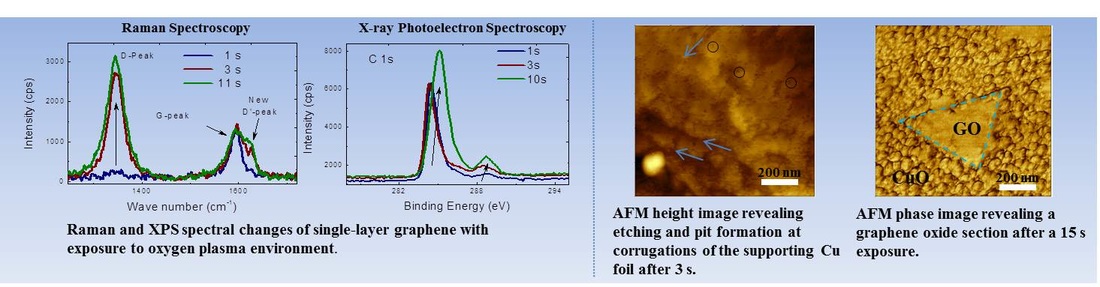 Raman Spectroscopy
3000
2000
1000
0
Intensity (cps)
D-Peak
1 s
3 s
11 s
New
D'-peak
G-peak
1400
1600
Wave number (cm⁻¹)
X-ray Photoelectron Spectroscopy
8000
6000
4000
2000
Intensity (cps)
C 1s
1s
3s
10s
282
288
294
Binding Energy (eV)
Raman and XPS spectral changes of single-layer graphene with
exposure to oxygen plasma environment.
200 nm
AFM height image revealing
etching and pit formation at
corrugations of the supporting Cu
foil after 3 s.
GO
CuO
200 nm
AFM phase image revealing a
graphene oxide section after a 15 s
exposure.